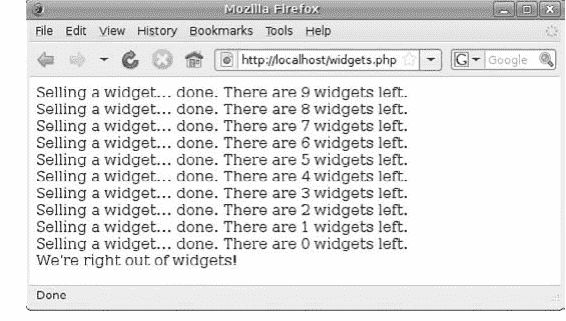 Mozilla Firefox
File Edit View History Bookmarks Tools Help
http://localhost/widgets.php G Google
Selling a widget... done. There are 9 widgets left.
Selling a widget... done. There are 8 widgets left.
Selling a widget... done. There are 7 widgets left.
Selling a widget... done. There are 6 widgets left.
Selling a widget... done. There are 5 widgets left.
Selling a widget... done. There are 4 widgets left.
Selling a widget... done. There are 3 widgets left.
Selling a widget... done. There are 2 widgets left.
Selling a widget... done. There are 1 widgets left.
Selling a widget... done. There are 0 widgets left.
We're right out of widgets!
Done